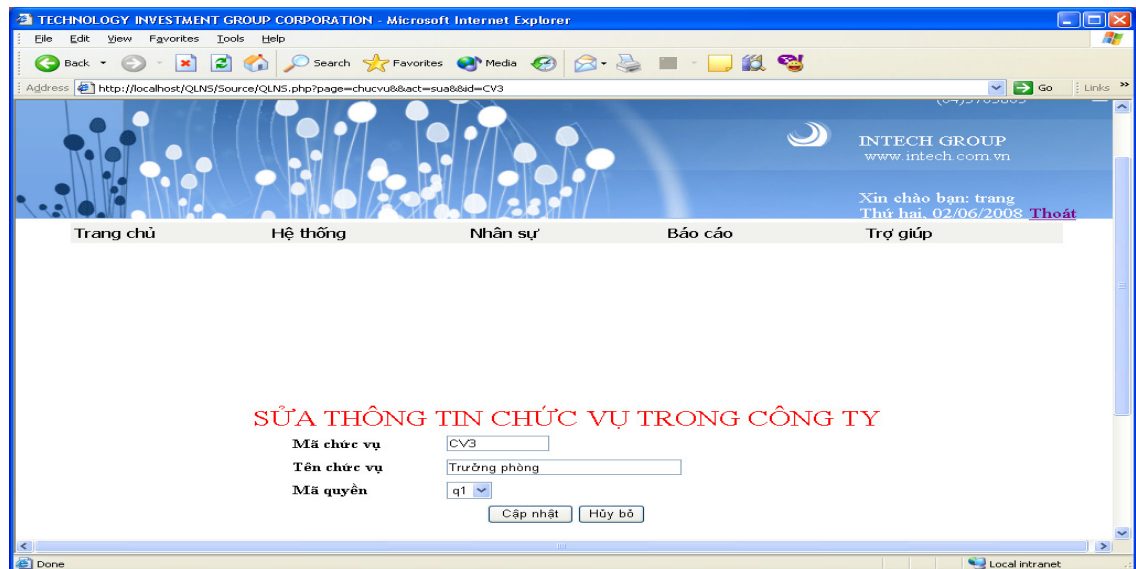 TECHNOLOGY INVESTMENT GROUP CORPORATION - Microsoft Internet Explorer
File Edit View Favorites Tools Help
Back Search Favorites Media
Address http://localhost/QLNS/Source/QLNS.php?page=chucvu&&act=sua&&id=CV3 Go Links »
INTECH GROUP
www.intech.com.vn
Xin chào bạn: trang
Thứ hai, 02/06/2008 Thoát
Trang chủ Hệ thống Nhân sự Báo cáo Trợ giúp
SỬA THÔNG TIN CHỨC VỤ TRONG CÔNG TY
Mã chức vụ CV3
Tên chức vụ Trưởng phòng
Mã quyền q1
Cập nhật Hủy bỏ
Done Local intranet